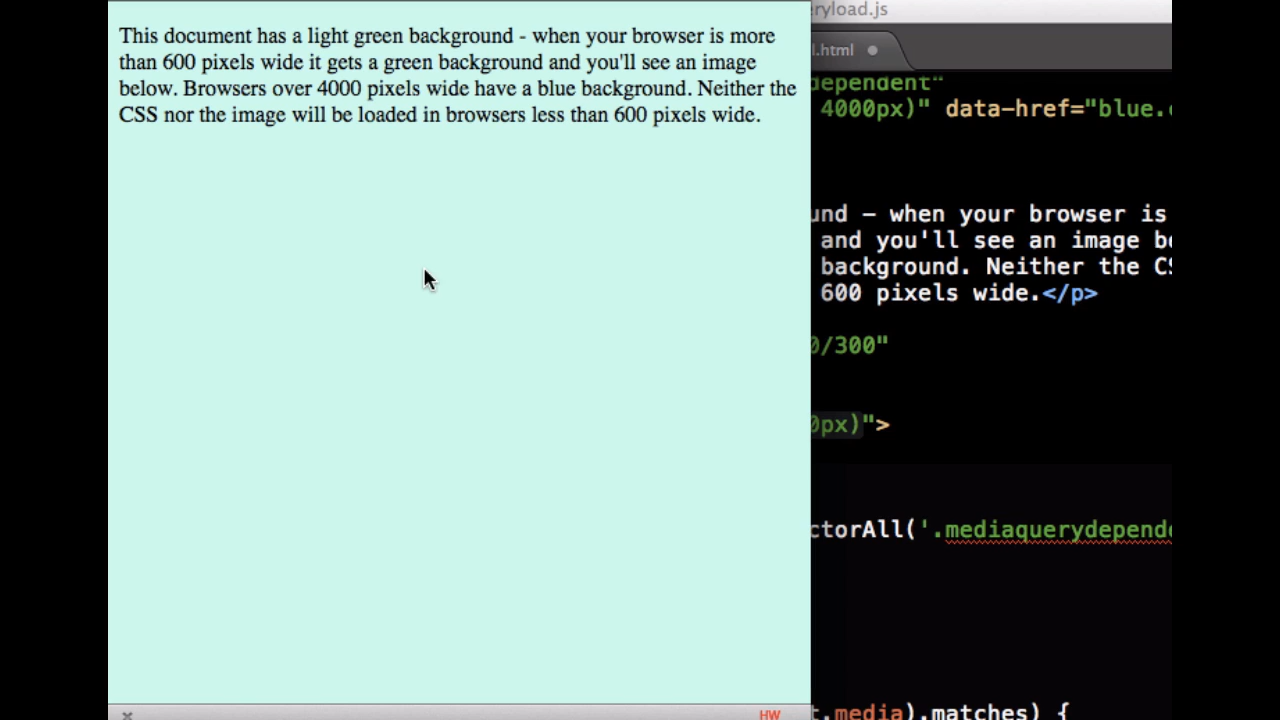 This document has a light green background - when your browser is more
than 600 pixels wide it gets a green background and you'll see an image
below. Browsers over 4000 pixels wide have a blue background. Neither the
CSS nor the image will be loaded in browsers less than 600 pixels wide.
HW
ryload.js
l.html
dependent"
4000px)" data-href="blue.
und — when your browser is
and you'll see an image b
background. Neither the CS
600 pixels wide.</p>
0/300"
0px)">
ctorAll('.mediaquerydepende
t.media).matches) {